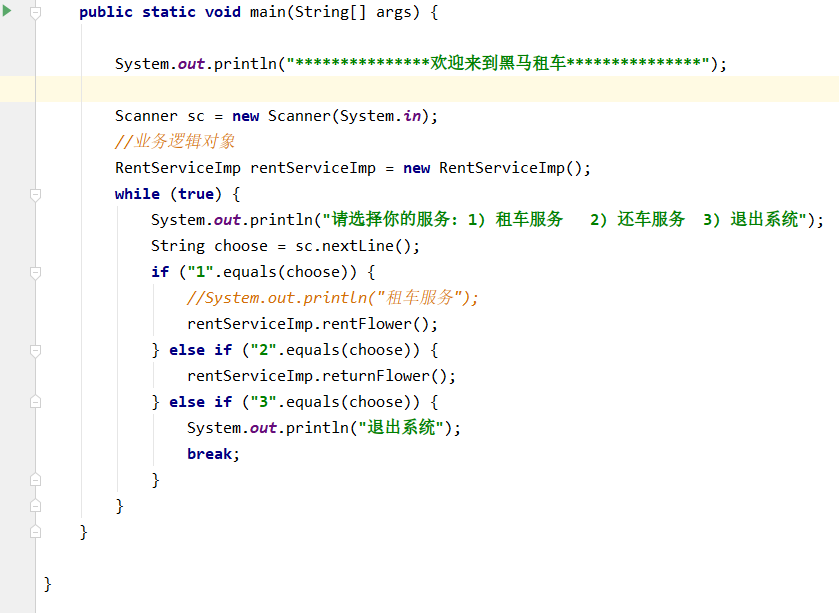 public static void main(String[] args) {
System.out.println("***************欢迎来到黑马租车***************");
Scanner sc = new Scanner(System.in);
//业务逻辑对象
RentServiceImp rentServiceImp = new RentServiceImp();
while (true) {
System.out.println("请选择你的服务：1) 租车服务   2) 还车服务  3) 退出系统");
String choose = sc.nextLine();
if ("1".equals(choose)) {
//System.out.println("租车服务");
rentServiceImp.rentFlower();
} else if ("2".equals(choose)) {
rentServiceImp.returnFlower();
} else if ("3".equals(choose)) {
System.out.println("退出系统");
break;
}
}
}
}